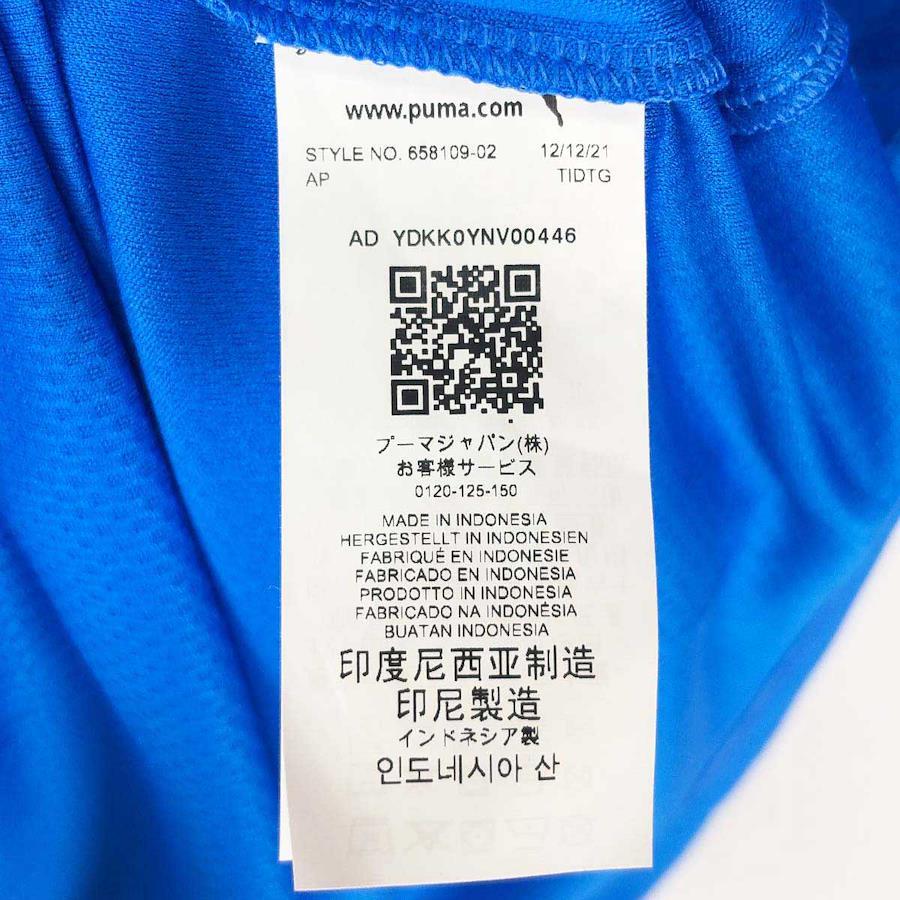 www.puma.com
STYLE NO. 658109-02 12/12/21
AP TIDTG
AD YDKK0YNV00446
プーマジャパン(株)
お客様サービス
0120-125-150
MADE IN INDONESIA
HERGESTELLT IN INDONESIEN
FABRIQUÉ EN INDONESIE
FABRICADO EN INDONESIA
PRODOTTO IN INDONESIA
FABRICADO NA INDONÉSIA
BUATAN INDONESIA
印度尼西亚制造
印尼製造
インドネシア製
인도네시아 산